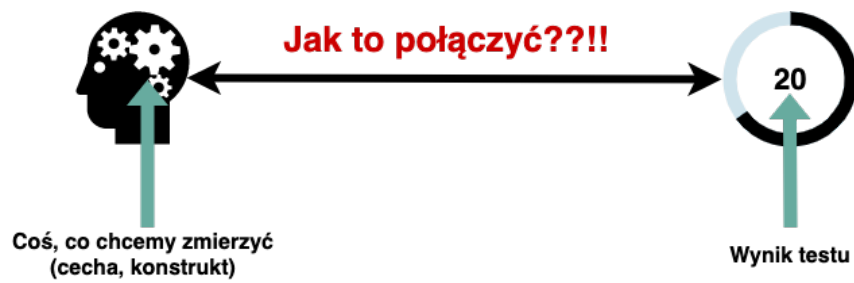 Jak to połączyć??!!
20
Coś, co chcemy zmierzyć
(cecha, konstrukt)
Wynik testu